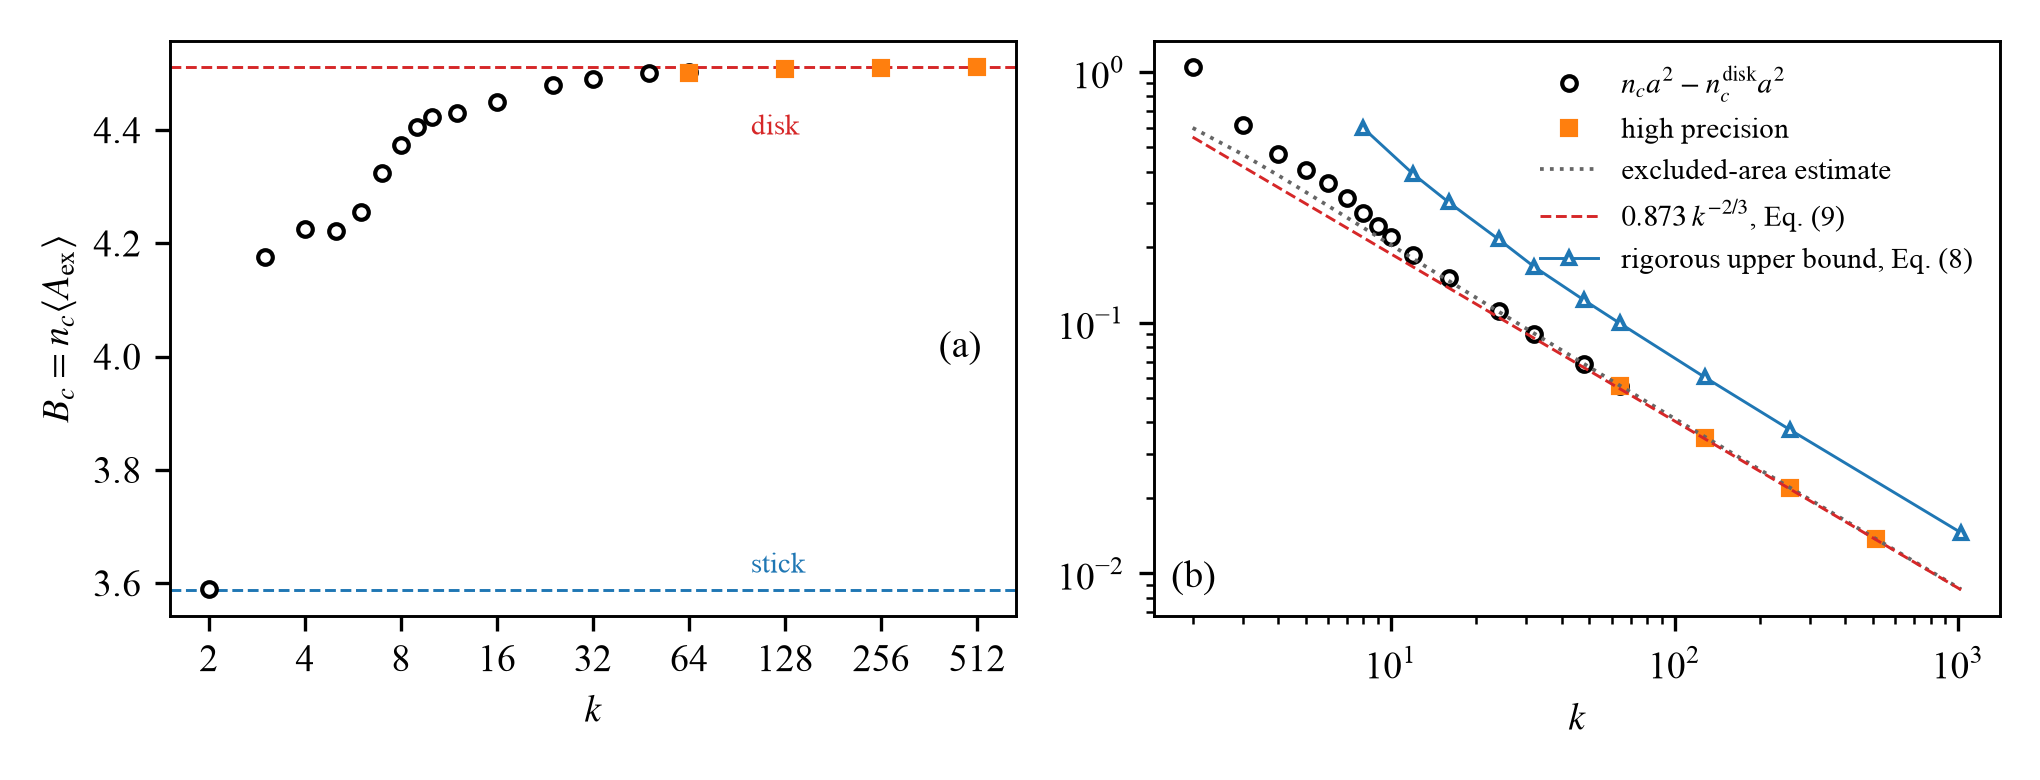 B_c = n_c⟨A_ex⟩
4.4
4.2
4.0
3.8
3.6
disk
(a)
stick
2 4 8 16 32 64 128 256 512
k
10^0
10^−1
10^−2
n_c a^2 − n_c^disk a^2
high precision
excluded-area estimate
0.873 k^−2/3, Eq. (9)
rigorous upper bound, Eq. (8)
(b)
10^1 10^2 10^3
k